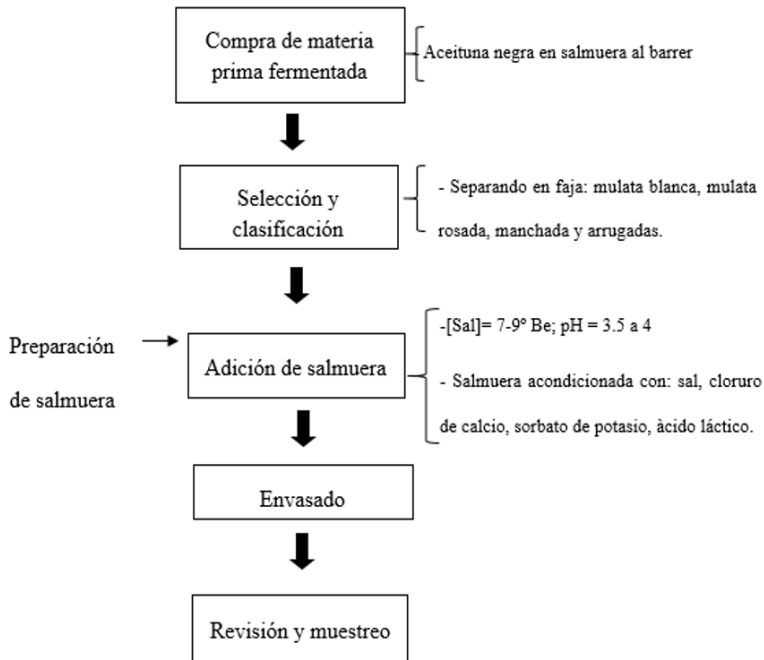 Compra de materia
prima fermentada
- Aceituna negra en salmuera al barrer
Selección y
clasificación
- Separando en faja: mulata blanca, mulata
rosada, manchada y arrugadas.
Preparación
de salmuera
Adición de salmuera
-[Sal]= 7-9º Be; pH = 3.5 a 4
- Salmuera acondicionada con: sal, cloruro
de calcio, sorbato de potasio, àcido láctico.
Envasado
Revisión y muestreo